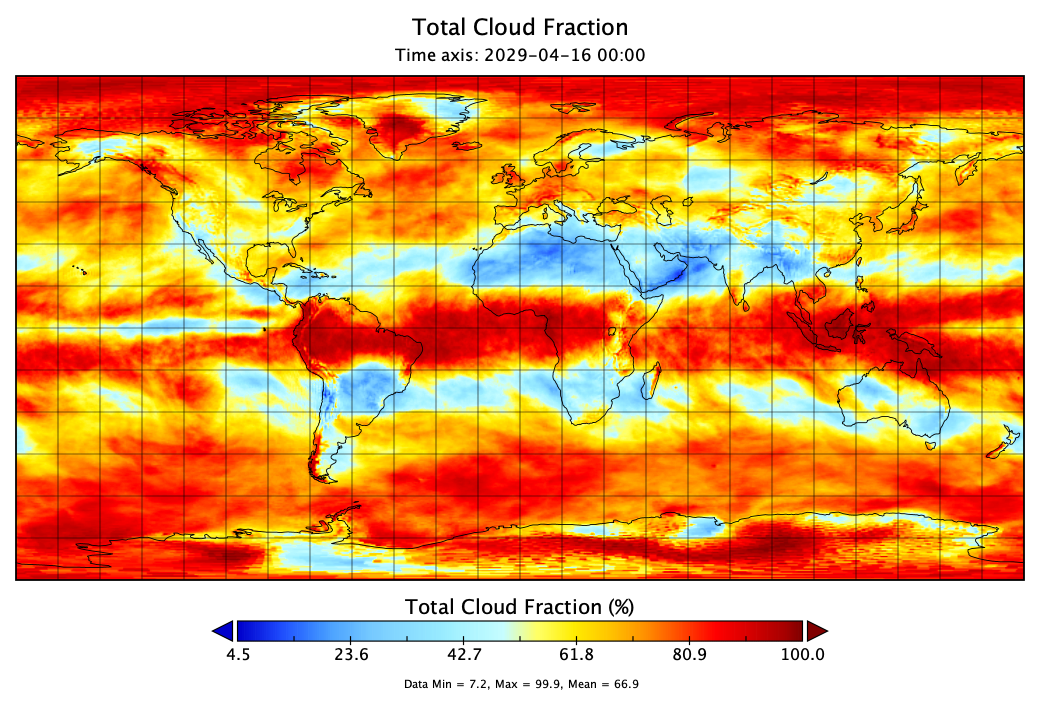 Total Cloud Fraction
Time axis: 2029-04-16 00:00
Total Cloud Fraction (%)
4.5 23.6 42.7 61.8 80.9 100.0
Data Min = 7.2, Max = 99.9, Mean = 66.9